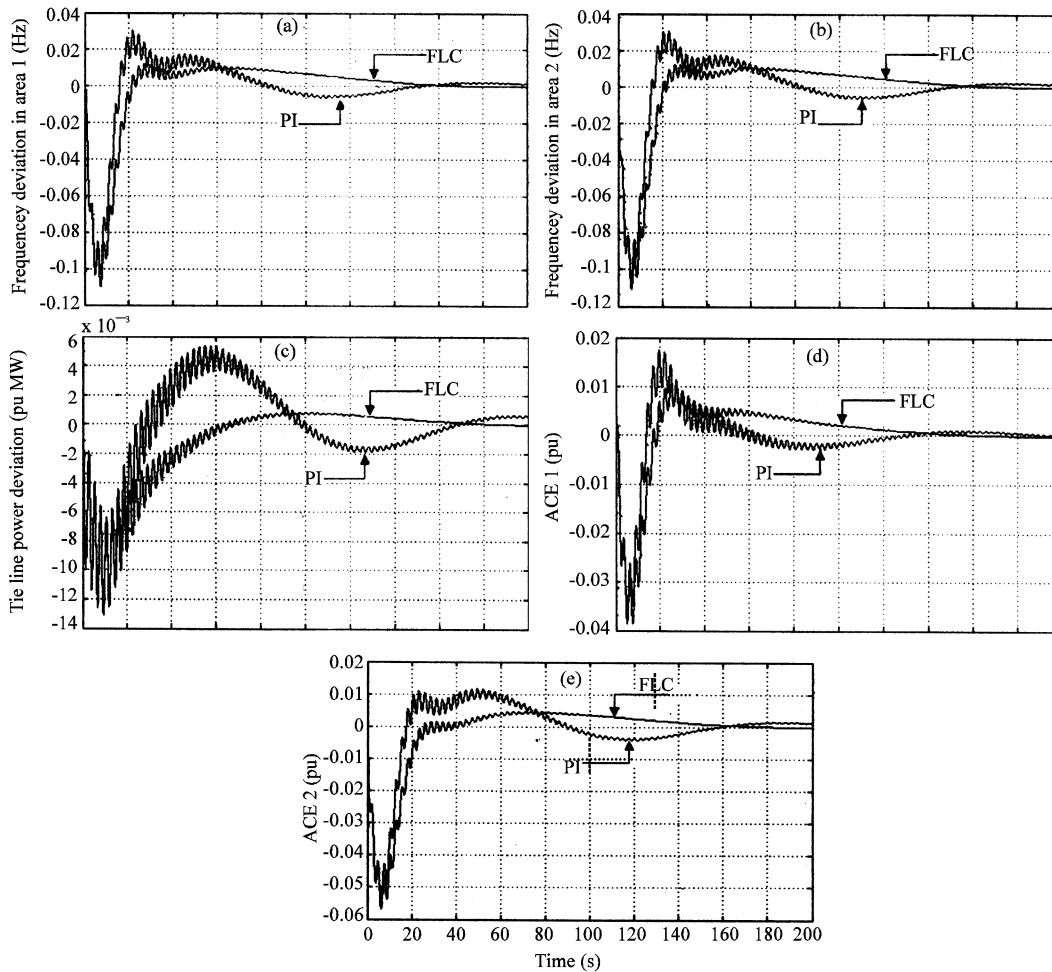 (a)
Frequencey deviation in area 1 (Hz)
0.04
0.02
0
-0.02
-0.04
-0.06
-0.08
-0.1
-0.12
FLC
PI
(b)
Frequencey deviation in area 2 (Hz)
0.04
0.02
0
-0.02
-0.04
-0.06
-0.08
-0.1
-0.12
FLC
PI
(c)
Tie line power deviation (pu MW)
x 10⁻³
6
4
2
0
-2
-4
-6
-8
-10
-12
-14
FLC
PI
(d)
ACE 1 (pu)
0.02
0.01
0
-0.01
-0.02
-0.03
-0.04
FLC
PI
(e)
ACE 2 (pu)
0.02
0.01
0
-0.01
-0.02
-0.03
-0.04
-0.05
-0.06
FLC
PI
0 20 40 60 80 100 120 140 160 180 200
Time (s)